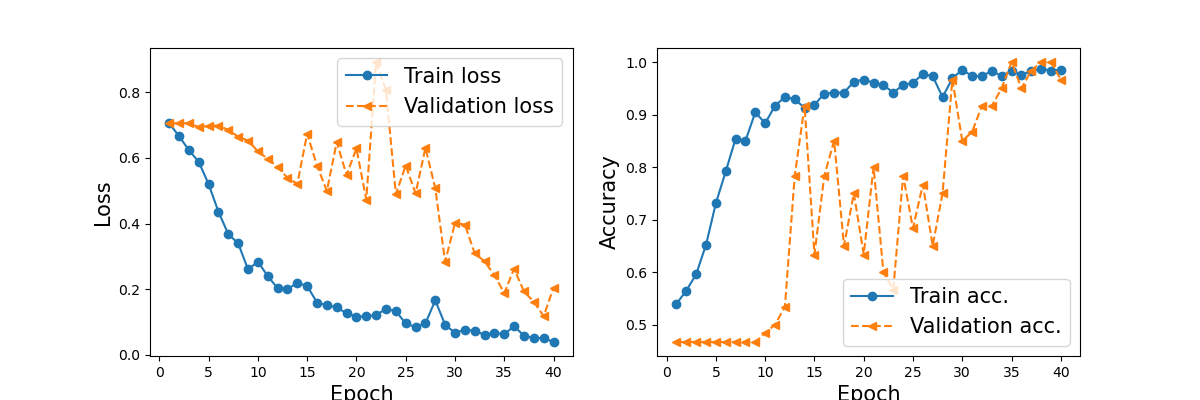 Train loss
Validation loss
Loss
0.8
0.6
0.4
0.2
0.0
0 5 10 15 20 25 30 35 40
Epoch
Accuracy
1.0
0.9
0.8
0.7
0.6
0.5
Train acc.
Validation acc.
0 5 10 15 20 25 30 35 40
Epoch